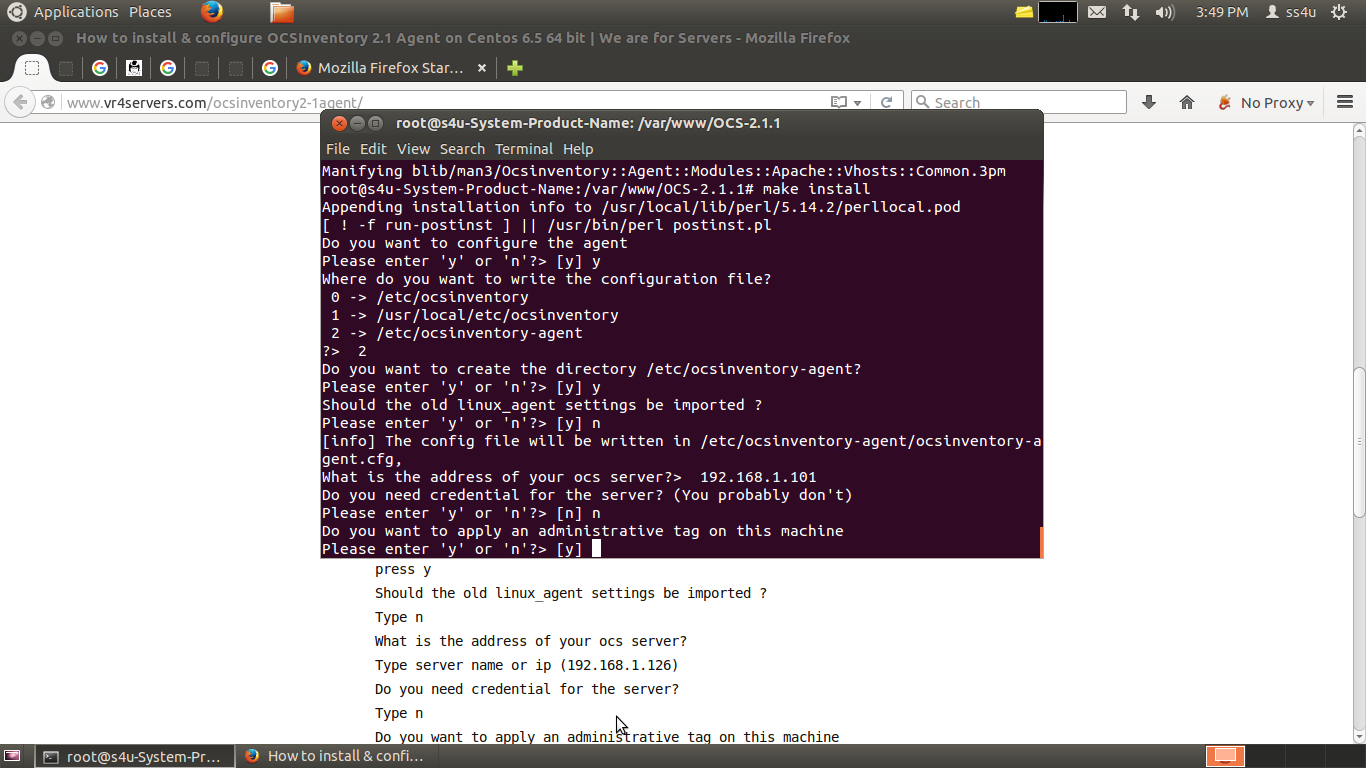 Applications Places
3:49 PM ss4u
How to install & configure OCSInventory 2.1 Agent on Centos 6.5 64 bit | We are for Servers - Mozilla Firefox
Mozilla Firefox Star...
www.vr4servers.com/ocsinventory2-1agent/
Search
No Proxy
root@s4u-System-Product-Name: /var/www/OCS-2.1.1
File Edit View Search Terminal Help
Manifying blib/man3/Ocsinventory::Agent::Modules::Apache::Vhosts::Common.3pm
root@s4u-System-Product-Name:/var/www/OCS-2.1.1# make install
Appending installation info to /usr/local/lib/perl/5.14.2/perllocal.pod
[ ! -f run-postinst ] || /usr/bin/perl postinst.pl
Do you want to configure the agent
Please enter 'y' or 'n'?> [y] y
Where do you want to write the configuration file?
0 -> /etc/ocsinventory
1 -> /usr/local/etc/ocsinventory
2 -> /etc/ocsinventory-agent
?> 2
Do you want to create the directory /etc/ocsinventory-agent?
Please enter 'y' or 'n'?> [y] y
Should the old linux_agent settings be imported ?
Please enter 'y' or 'n'?> [y] n
[info] The config file will be written in /etc/ocsinventory-agent/ocsinventory-a
gent.cfg,
What is the address of your ocs server?> 192.168.1.101
Do you need credential for the server? (You probably don't)
Please enter 'y' or 'n'?> [n] n
Do you want to apply an administrative tag on this machine
Please enter 'y' or 'n'?> [y]
press y
Should the old linux_agent settings be imported ?
Type n
What is the address of your ocs server?
Type server name or ip (192.168.1.126)
Do you need credential for the server?
Type n
Do you want to apply an administrative tag on this machine
root@s4u-System-Pr...
How to install & confi...